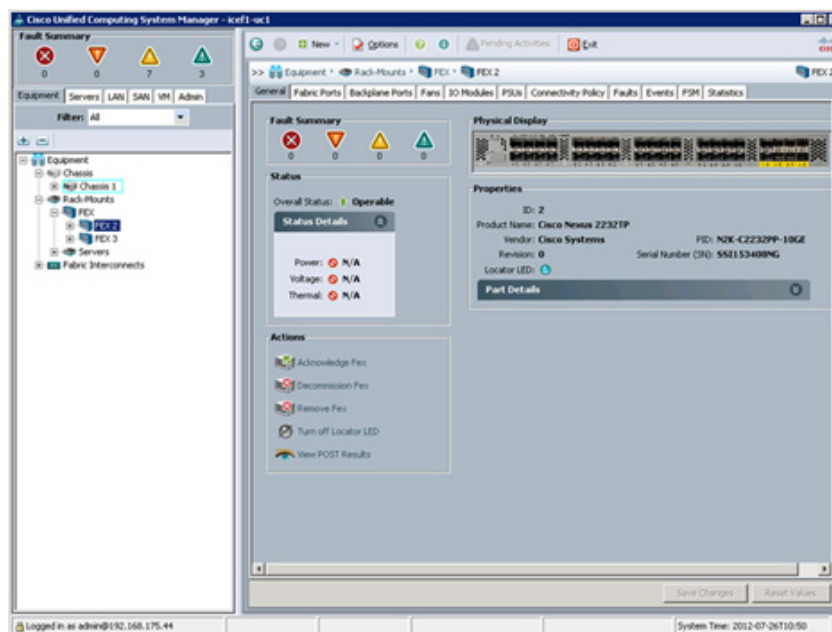 Cisco Unified Computing System Manager - icef1-uc1
Fault Summary
0 0 7 3
Equipment Servers LAN SAN VM Admin
Filter: All
Equipment
Chassis
Chassis 1
Rack-Mounts
FEX
FEX 2
FEX 3
Servers
Fabric Interconnects
New Options Pending Activities Exit
>> Equipment Rack-Mounts FEX FEX 2
FEX 2
General Fabric Ports Backplane Ports Fans IO Modules PSUs Connectivity Policy Faults Events FSM Statistics
Fault Summary
0 0 0 0
Status
Overall Status: Operable
Status Details
Power: N/A
Voltage: N/A
Thermal: N/A
Actions
Acknowledge Fex
Decommission Fex
Remove Fex
Turn off Locator LED
View POST Results
Physical Display
Properties
ID: 2
Product Name: Cisco Nexus 2232TP
Vendor: Cisco Systems PID: N2K-C2232PP-10GE
Revision: 0 Serial Number (SN): SSI153408NG
Locator LED:
Part Details
Save Changes Reset Values
Logged in as admin@192.168.175.44
System Time: 2012-07-26T10:50